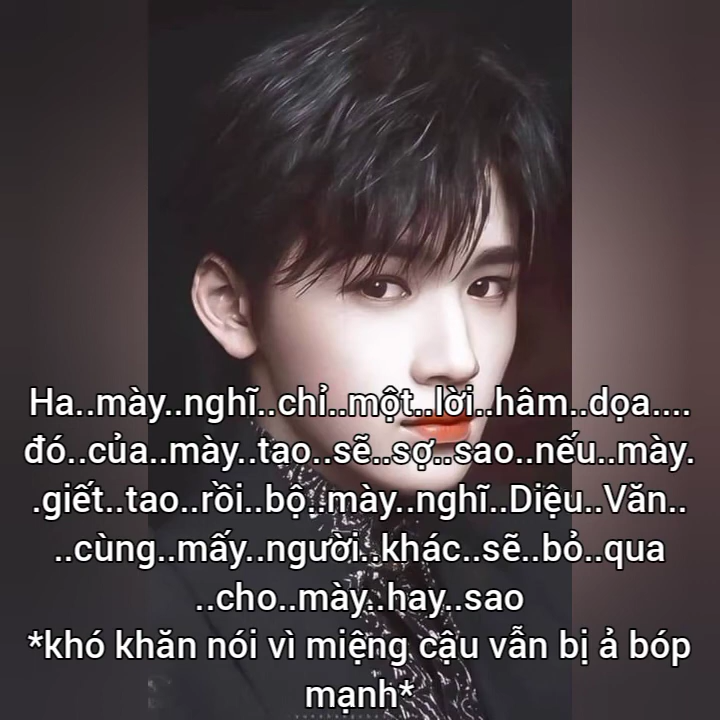 Ha..mày..nghĩ..chỉ..một..lời..hâm..dọa....
đó..của..mày..tao..sẽ..sợ..sao..nếu..mày.
.giết..tao..rồi..bộ..mày..nghĩ..Diệu..Văn..
..cùng..mấy..người..khác..sẽ..bỏ..qua
..cho..mày..hay..sao
*khó khăn nói vì miệng cậu vẫn bị ả bóp
mạnh*